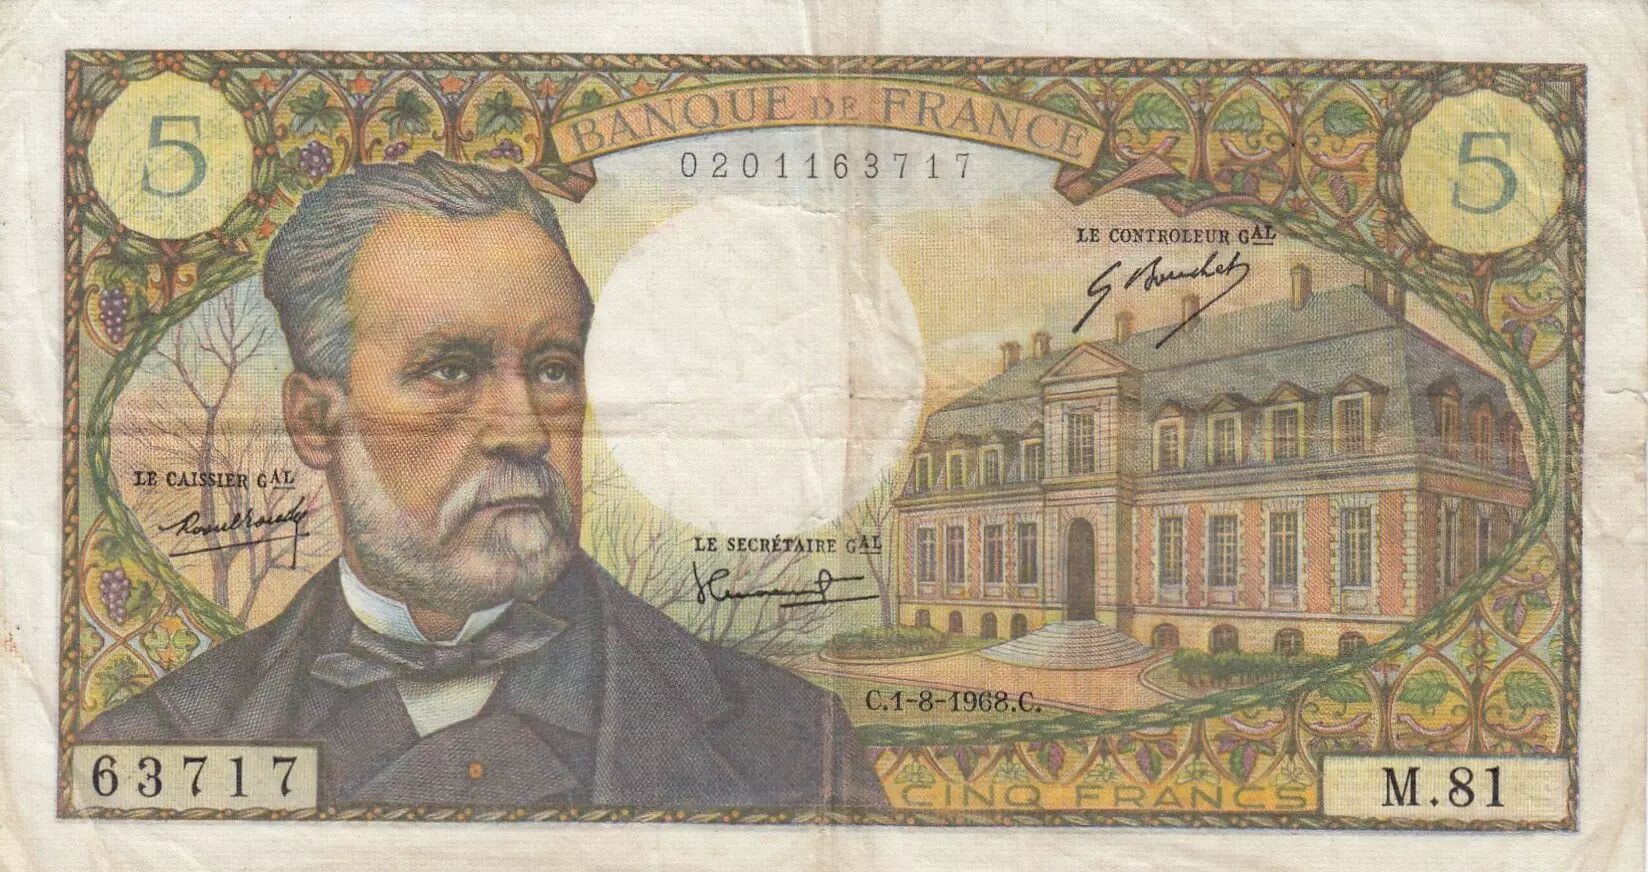 BANQUE DE FRANCE
5
5
0201163717
LE CONTROLEUR GAL
G Bouchet
LE CAISSIER GAL
LE SECRÉTAIRE GAL
C.1-8-1968.C.
63717
CINQ FRANCS
M.81